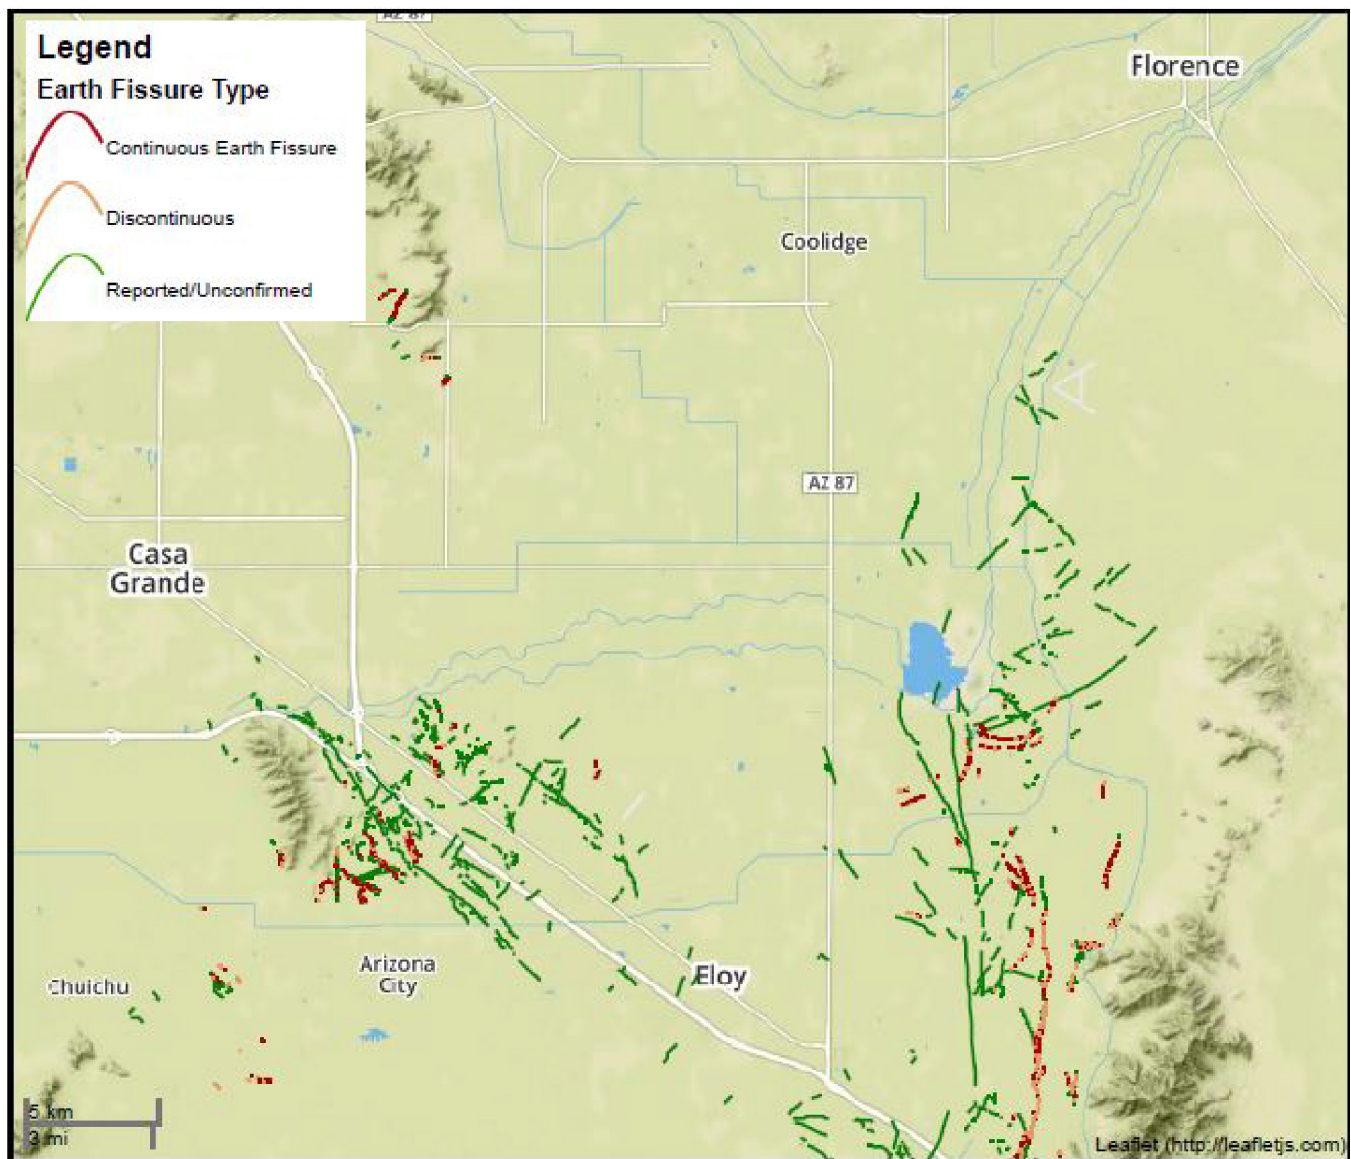 AZ 87
Legend
Earth Fissure Type
Continuous Earth Fissure
Discontinuous
Reported/Unconfirmed
Florence
Coolidge
AZ 87
Casa
Grande
Arizona
City
Chuichu
Eloy
5 km
3 mi
Leaflet (http://leafletjs.com)